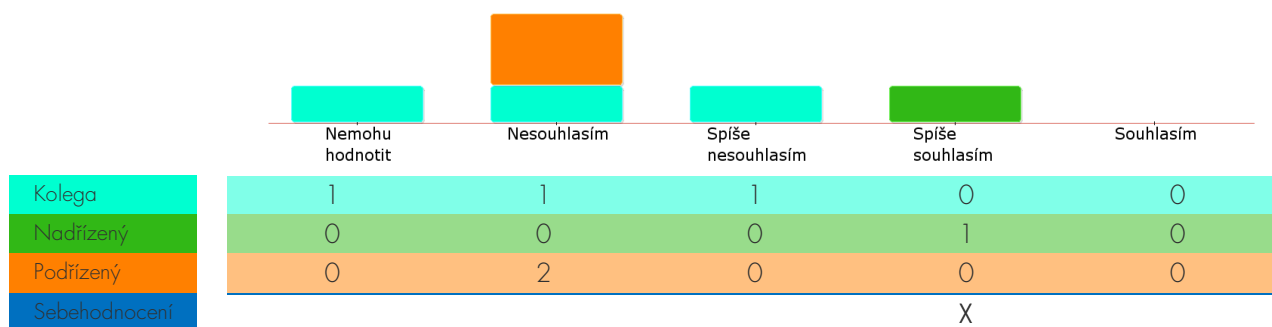 Nemohu hodnotit
Nesouhlasím
Spíše nesouhlasím
Spíše souhlasím
Souhlasím
Kolega 1 1 1 0 0
Nadřízený 0 0 0 1 0
Podřízený 0 2 0 0 0
Sebehodnocení X